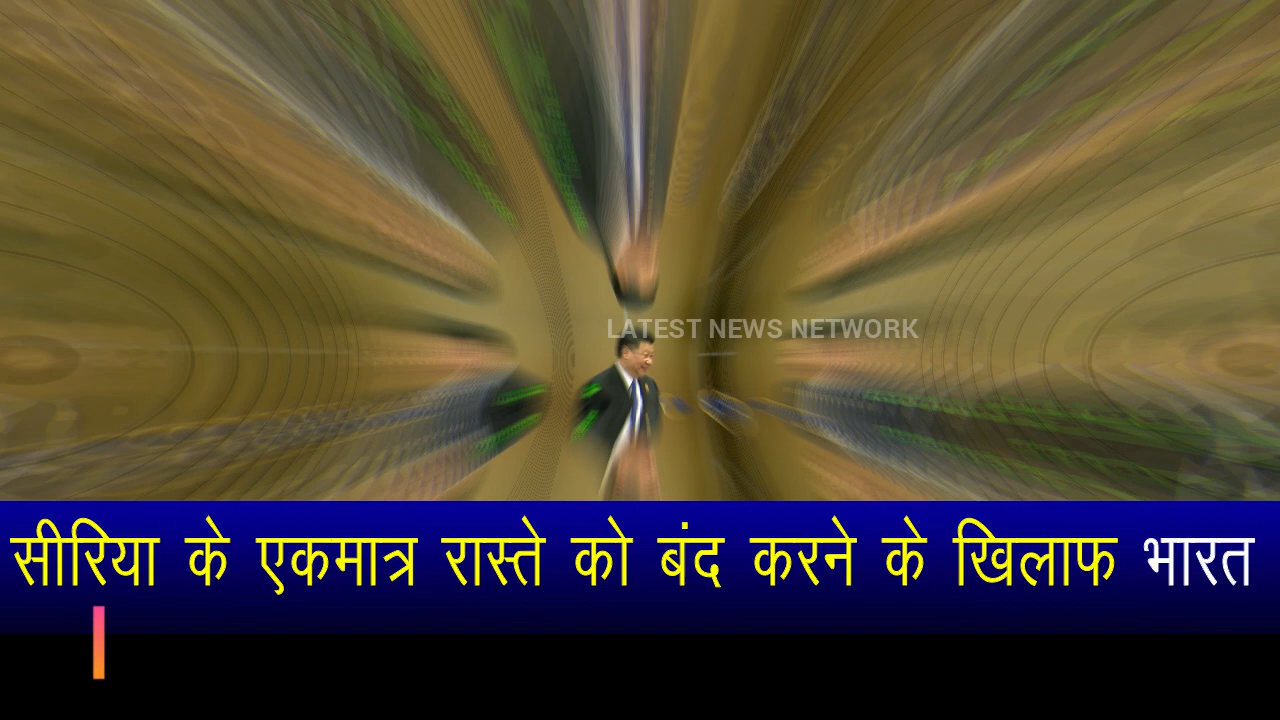 LATEST NEWS NETWORK
सीरिया के एकमात्र रास्ते को बंद करने के खिलाफ भारत